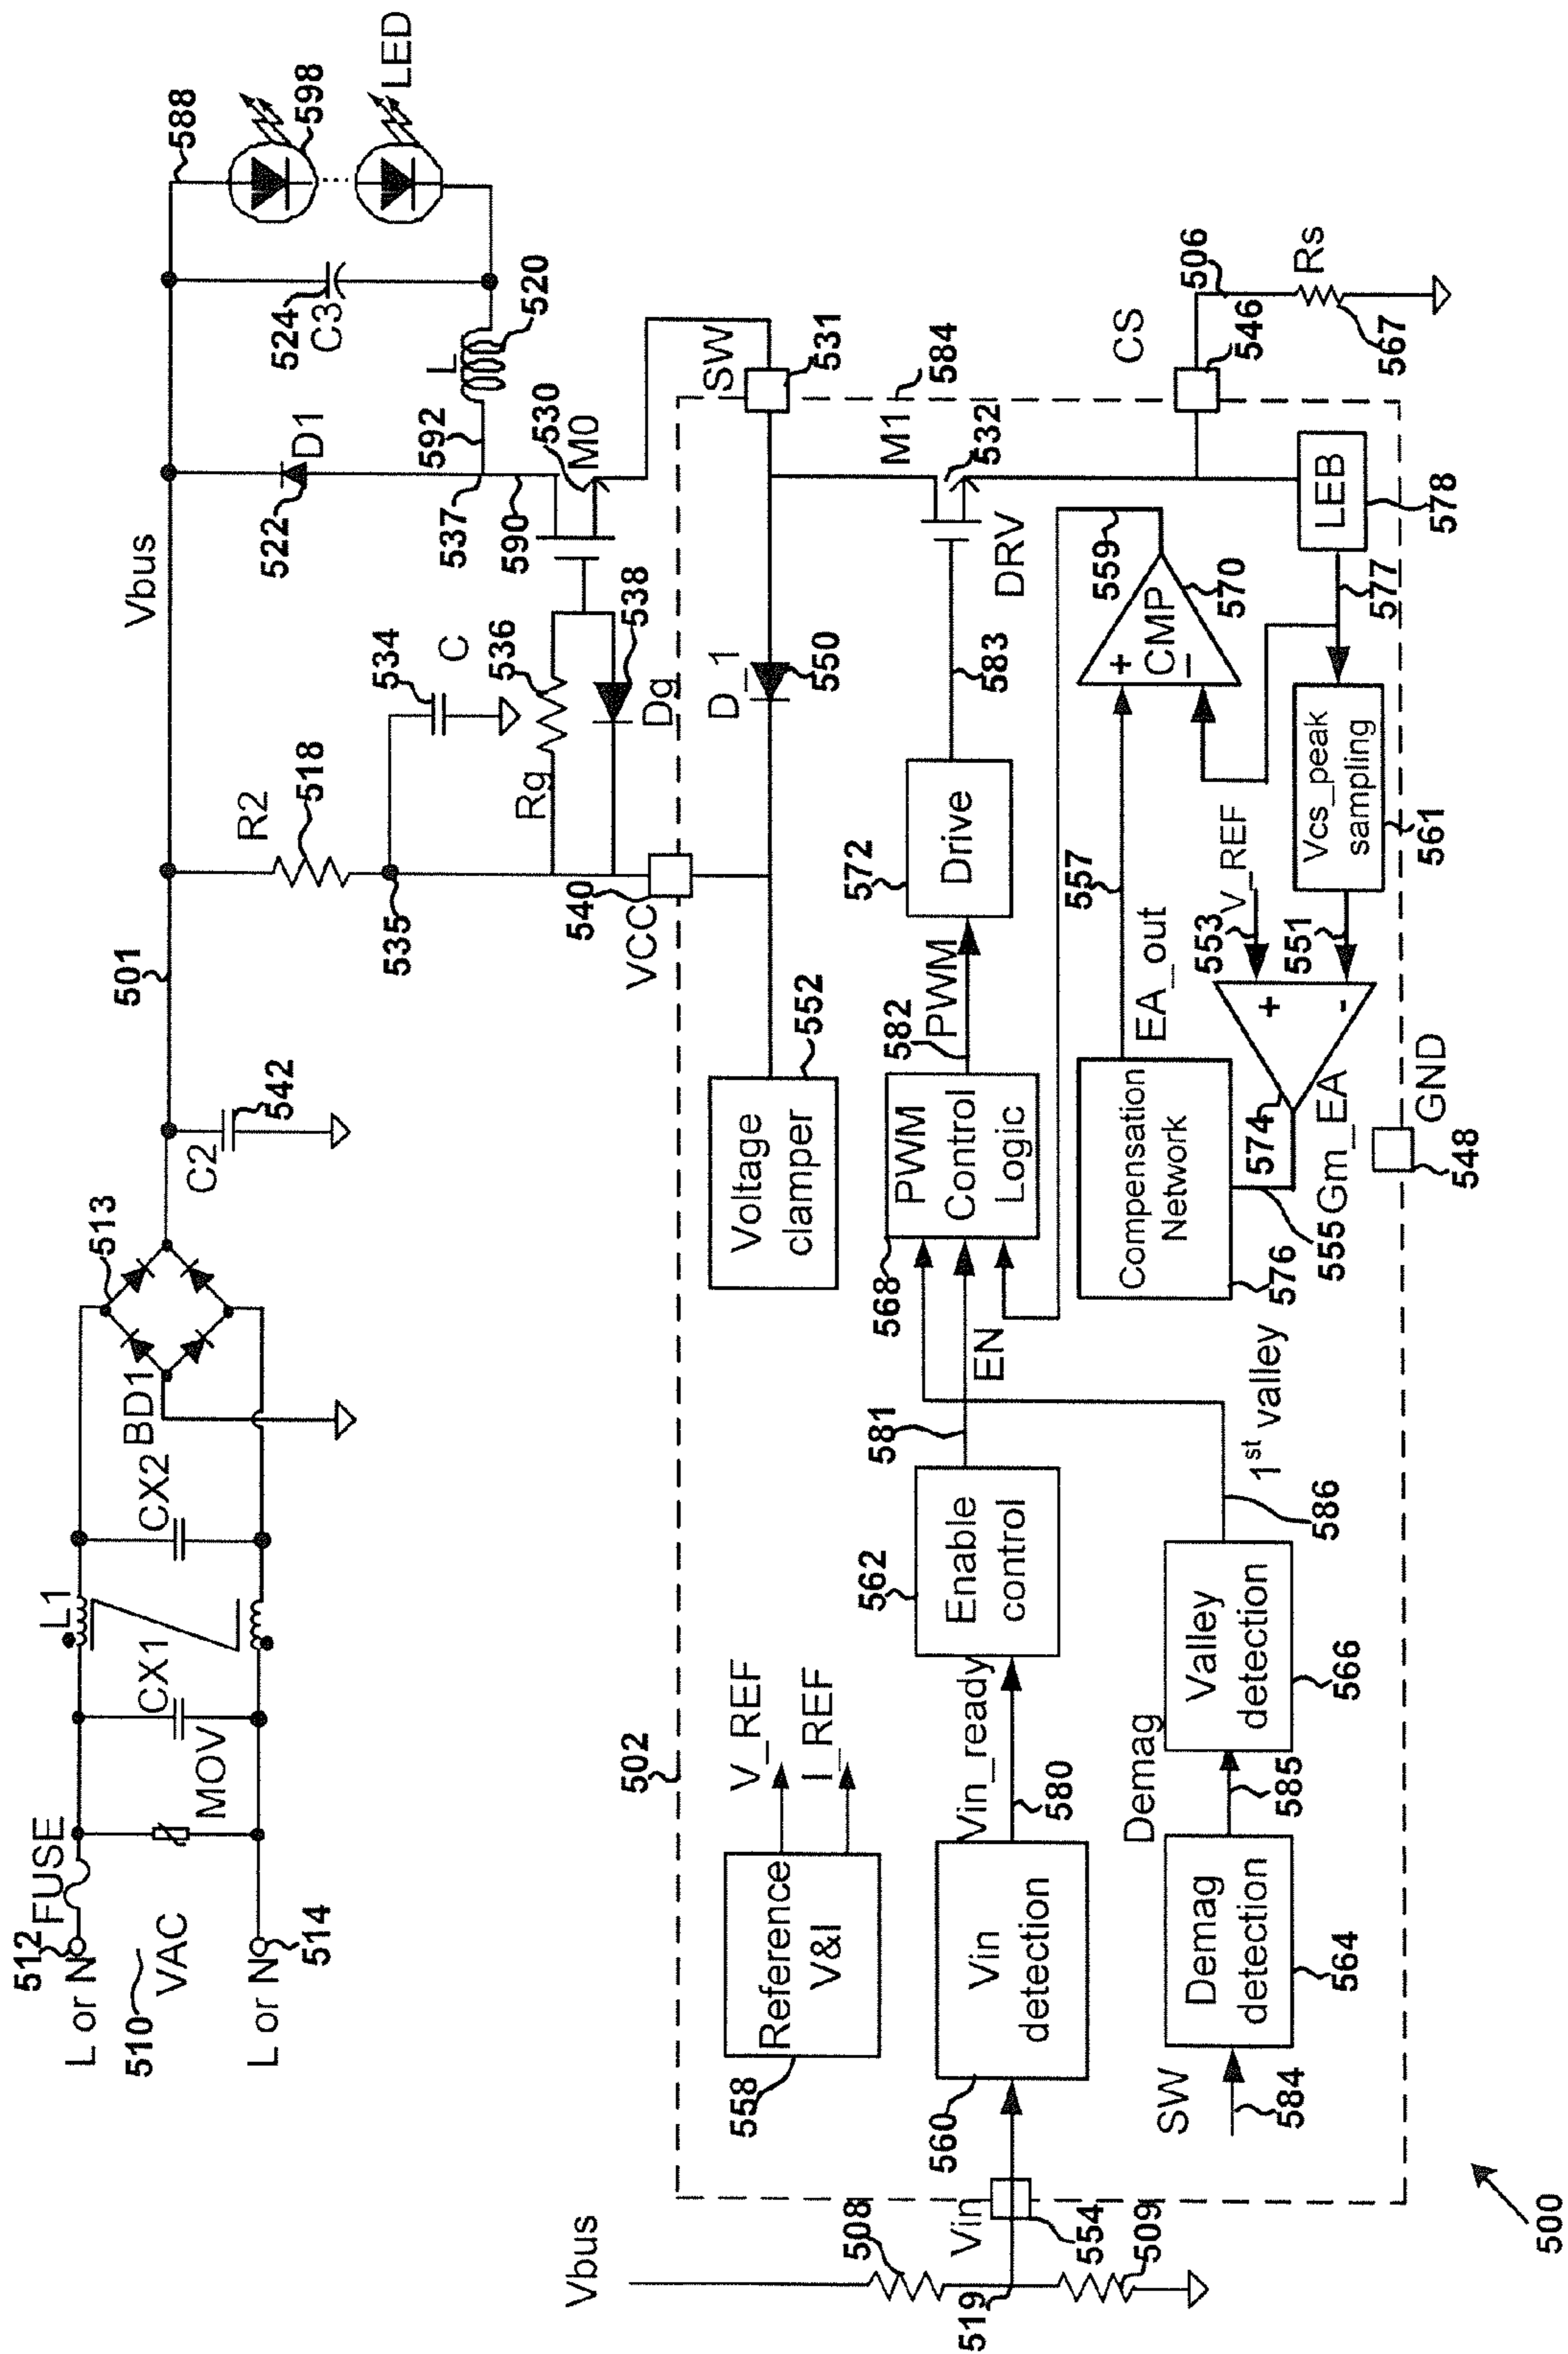 512
FUSE
L or N
510
VAC
L or N
514
MOV
CX1
L1
CX2
BD1
513
C2
542
501
Vbus
R2
518
535
534
C
536
Rg
538
Dg
522
D1
537
592
590
530
M0
L
520
524
C3
588
598
LED
540
VCC
SW
531
502
Reference
V&I
558
V_REF
I_REF
Voltage
clamper
552
D_1
550
M1
584
532
DRV
583
Drive
572
PWM
582
PWM
Control
Logic
568
EN
581
Enable
control
562
Vin_ready
580
Vin
detection
560
Vbus
508
Vin
519
554
509
SW
584
Demag
detection
564
Demag
585
Valley
detection
566
586
1st valley
Compensation
Network
576
555
EA_out
557
559
+
CMP
−
570
574
Gm_EA
+
-
553
V_REF
551
Vcs_peak
sampling
561
577
LEB
578
CS
546
506
Rs
567
GND
548
500